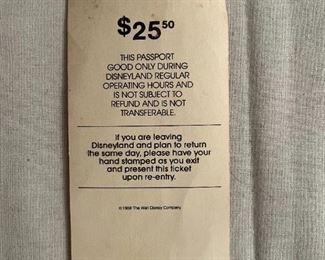 $25.50
THIS PASSPORT
GOOD ONLY DURING
DISNEYLAND REGULAR
OPERATING HOURS AND
IS NOT SUBJECT TO
REFUND AND IS NOT
TRANSFERABLE.
If you are leaving
Disneyland and plan to return
the same day, please have your
hand stamped as you exit
and present this ticket
upon re-entry.
© The Walt Disney Company